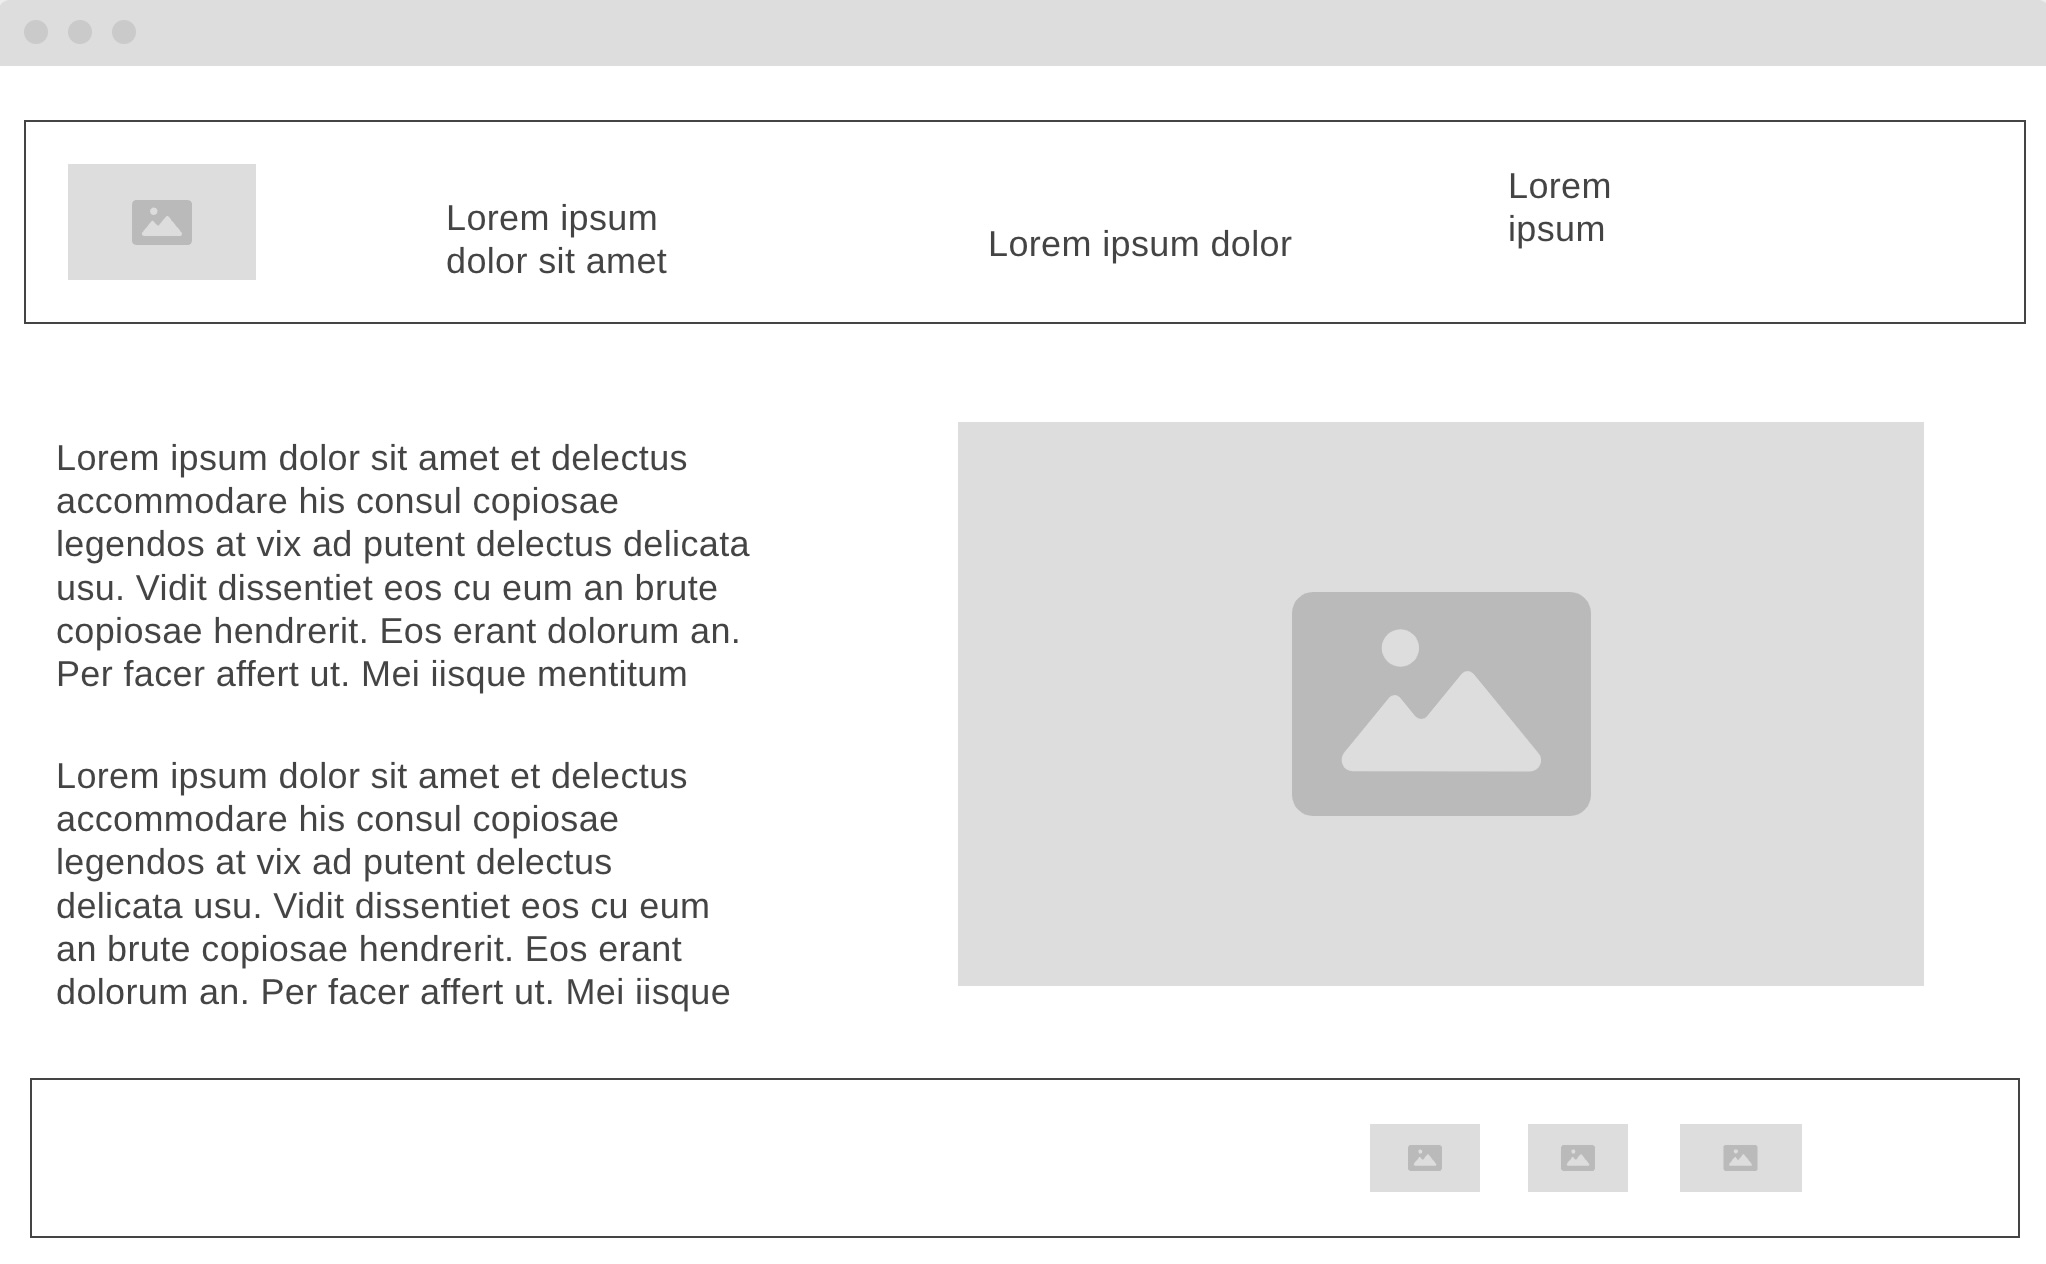 Lorem ipsum
dolor sit amet
Lorem ipsum dolor
Lorem
ipsum
Lorem ipsum dolor sit amet et delectus
accommodare his consul copiosae
legendos at vix ad putent delectus delicata
usu. Vidit dissentiet eos cu eum an brute
copiosae hendrerit. Eos erant dolorum an.
Per facer affert ut. Mei iisque mentitum
Lorem ipsum dolor sit amet et delectus
accommodare his consul copiosae
legendos at vix ad putent delectus
delicata usu. Vidit dissentiet eos cu eum
an brute copiosae hendrerit. Eos erant
dolorum an. Per facer affert ut. Mei iisque